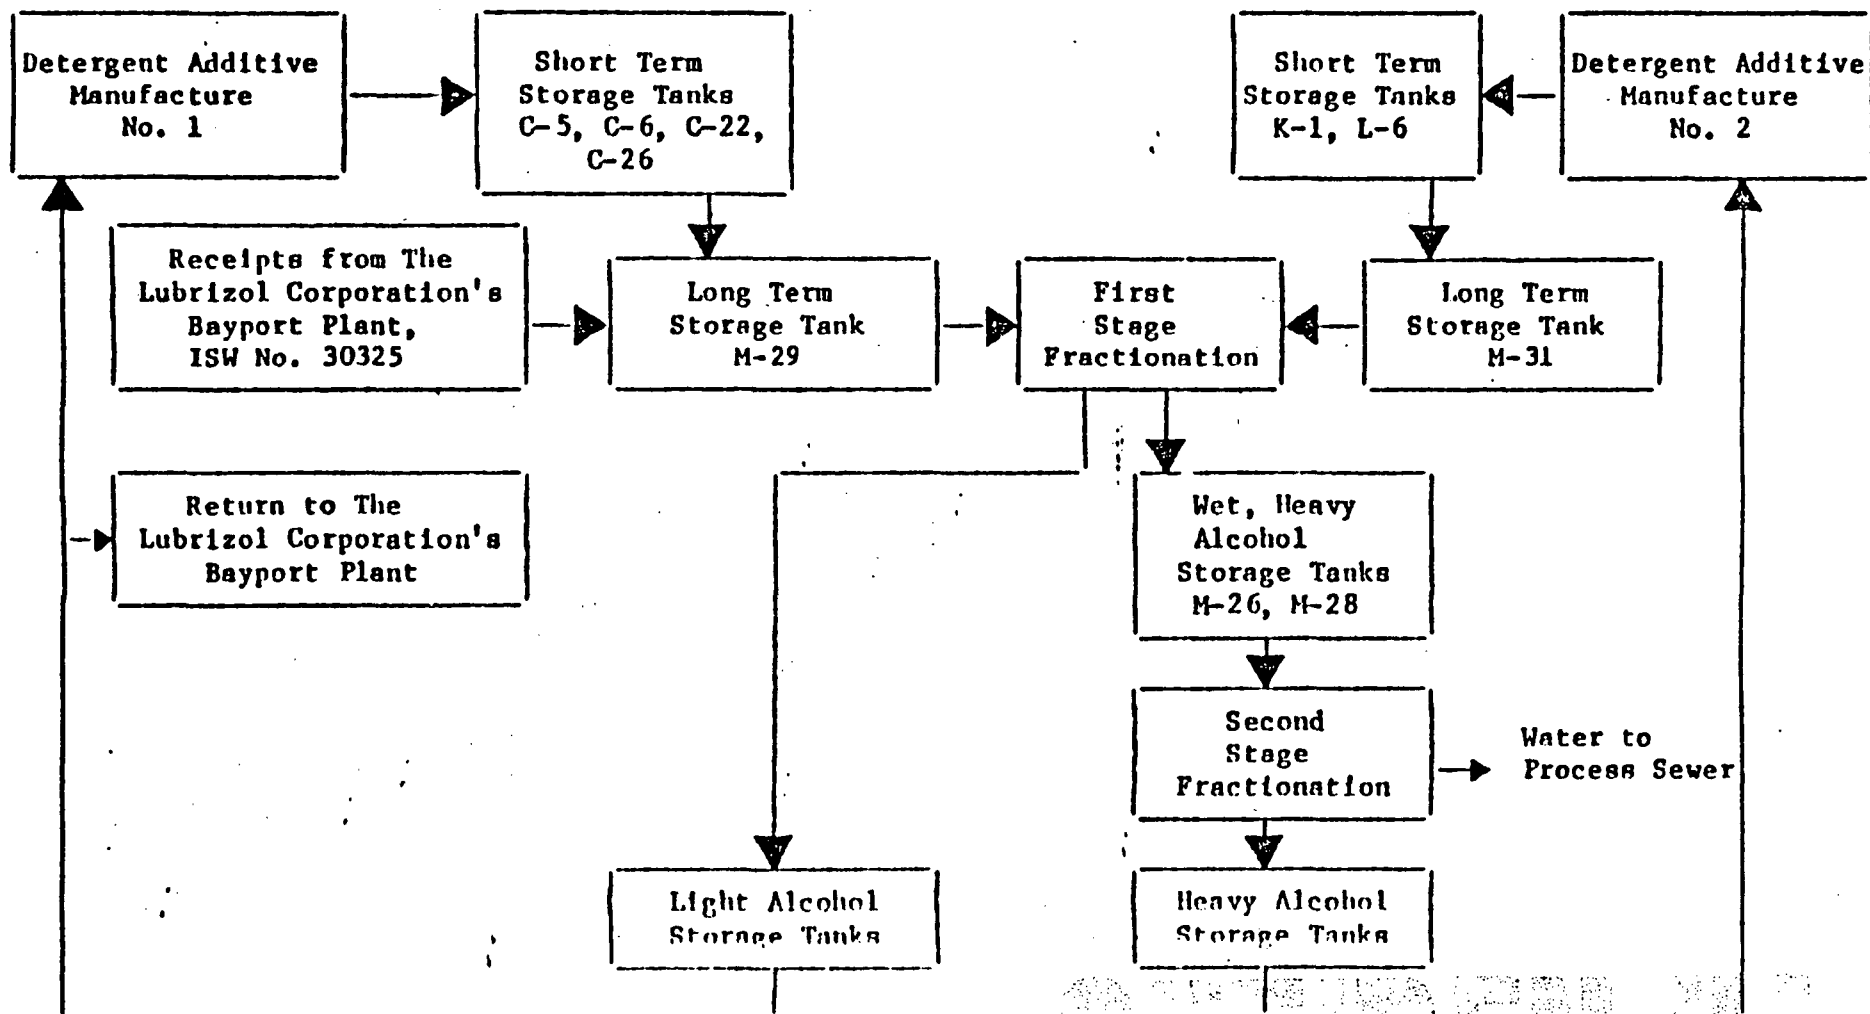 Detergent Additive
Manufacture
No. 1
Short Term
Storage Tanks
C-5, C-6, C-22,
C-26
Short Term
Storage Tanks
K-1, L-6
Detergent Additive
Manufacture
No. 2
Receipts from The
Lubrizol Corporation's
Bayport Plant,
ISW No. 30325
Long Term
Storage Tank
M-29
First
Stage
Fractionation
Long Term
Storage Tank
M-31
Return to The
Lubrizol Corporation's
Bayport Plant
Wet, Heavy
Alcohol
Storage Tanks
M-26, M-28
Second
Stage
Fractionation
Water to
Process Sewer
Light Alcohol
Storage Tanks
Heavy Alcohol
Storage Tanks